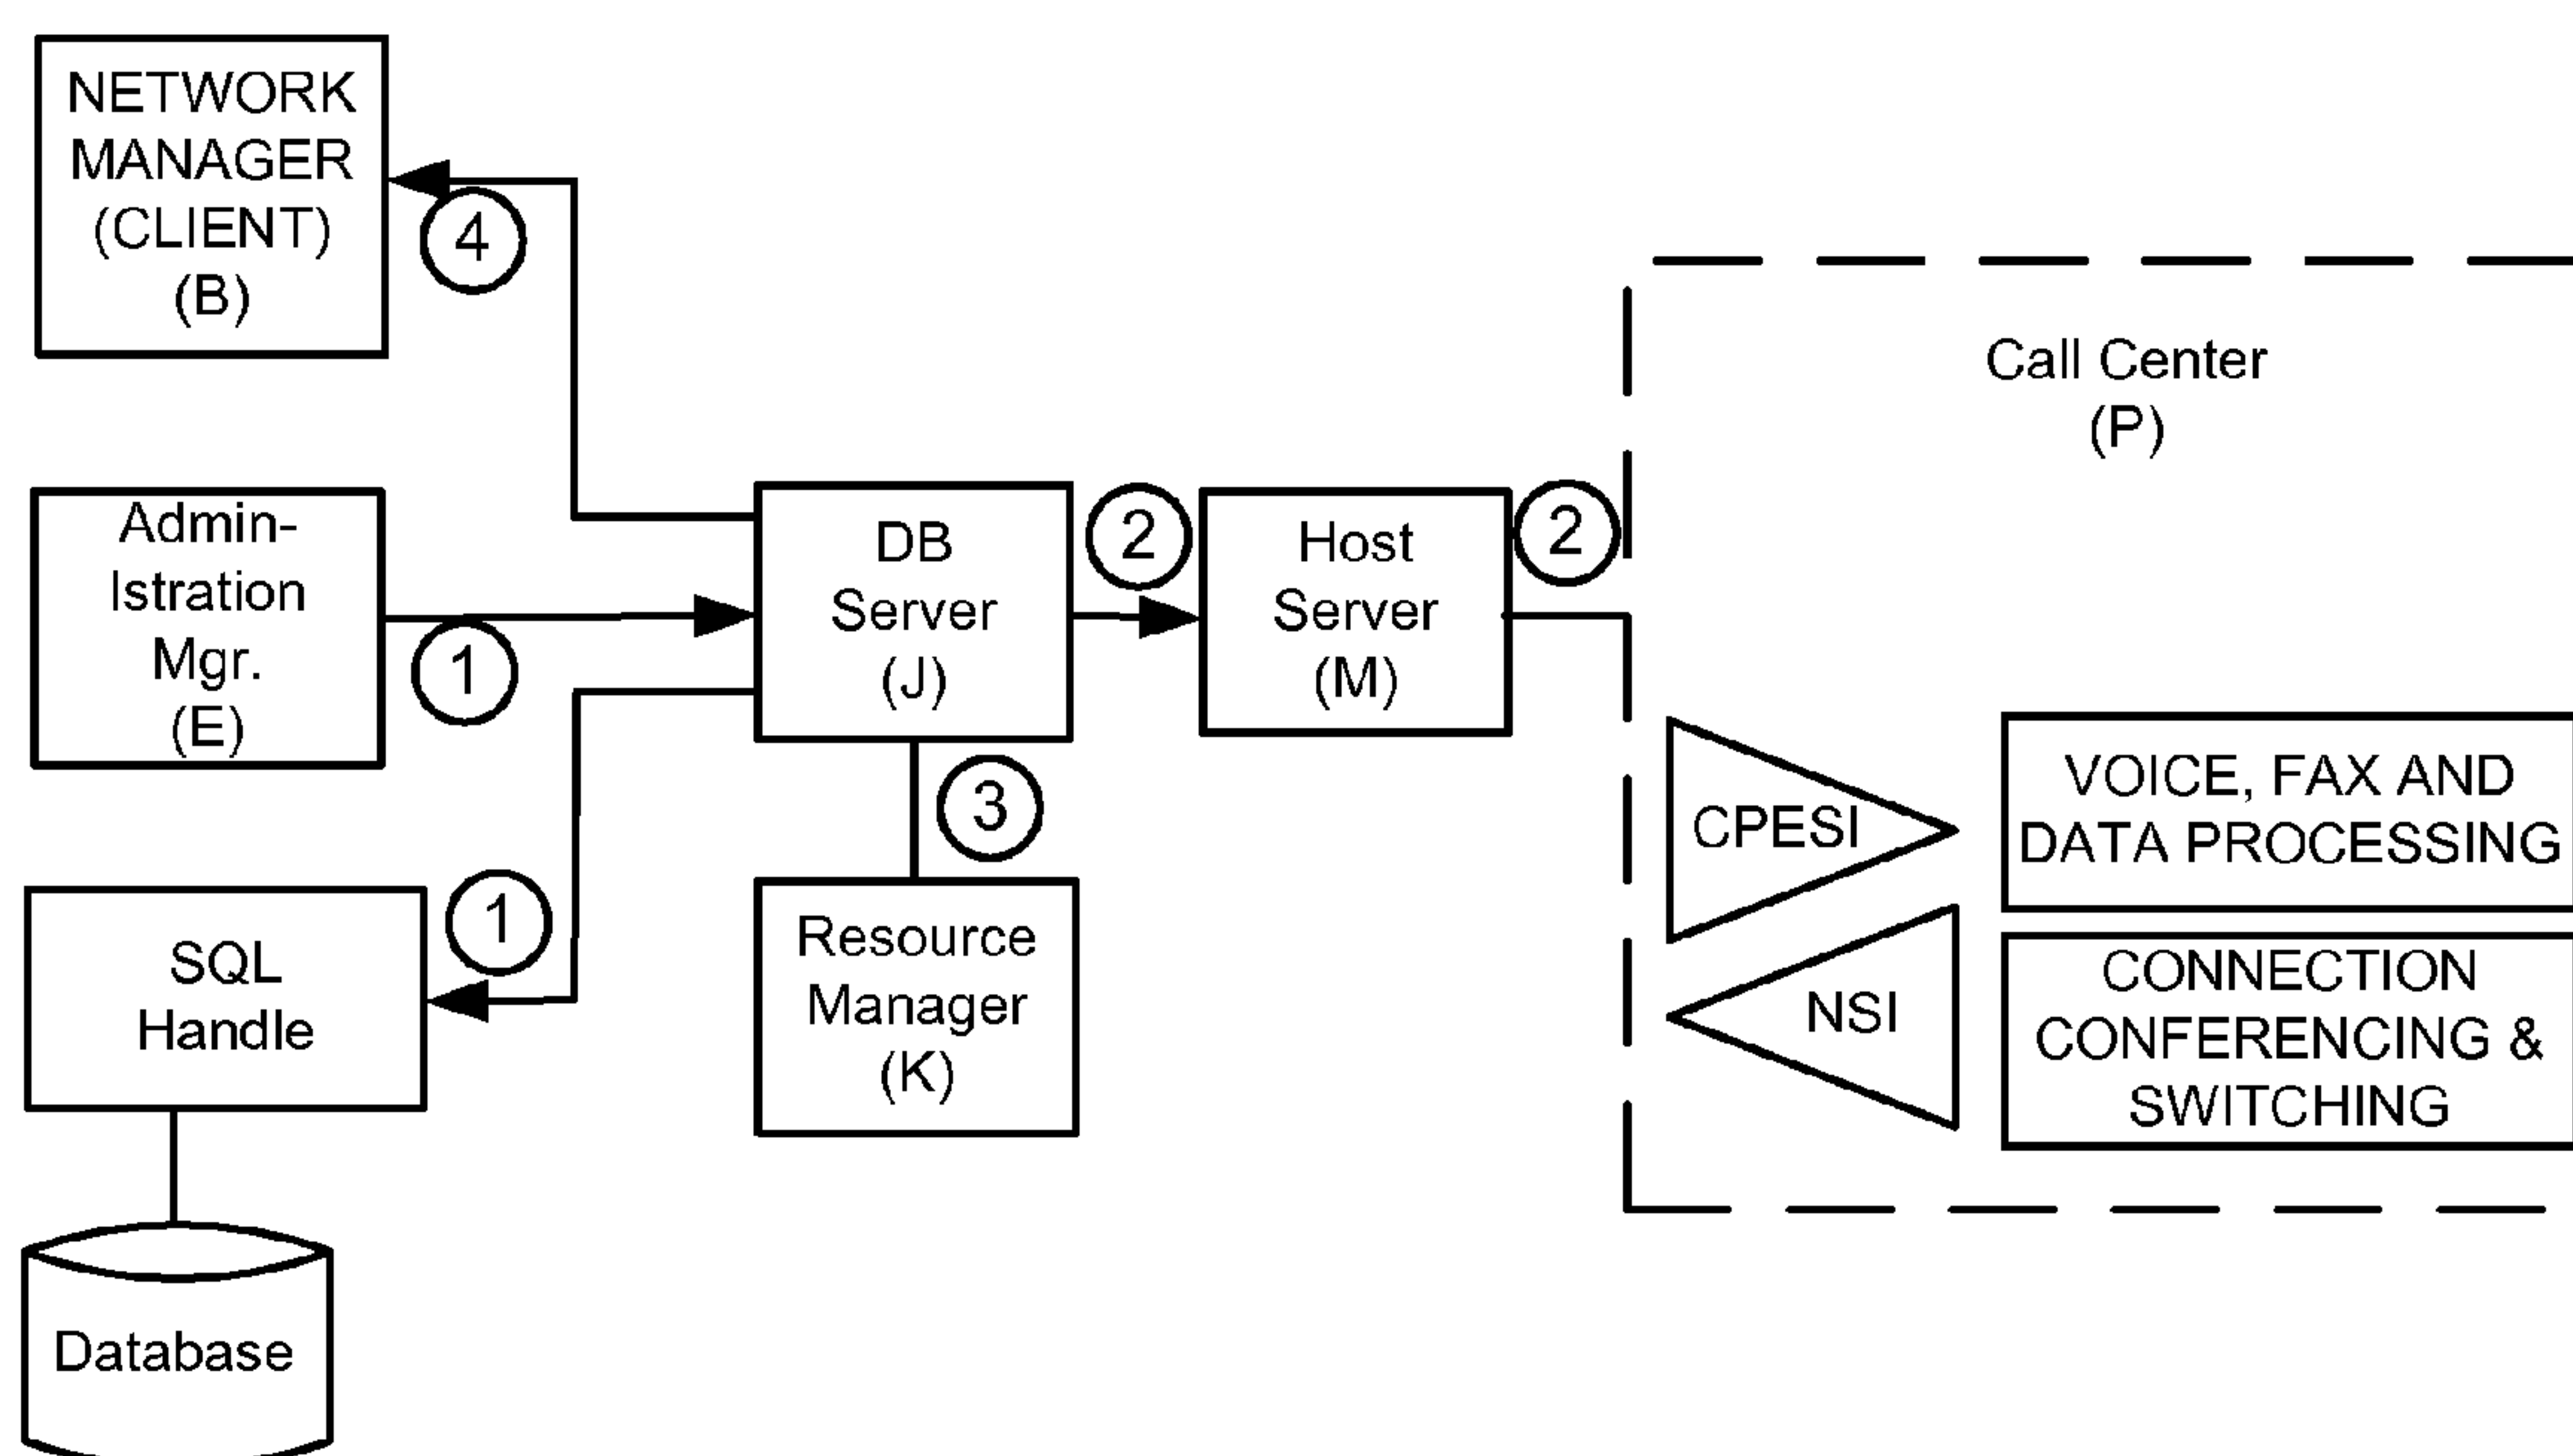 NETWORK
MANAGER
(CLIENT)
(B)
4
Admin-
Istration
Mgr.
(E)
1
DB
Server
(J)
2
Host
Server
(M)
2
Call Center
(P)
3
Resource
Manager
(K)
1
SQL
Handle
Database
CPESI
VOICE, FAX AND
DATA PROCESSING
NSI
CONNECTION
CONFERENCING &
SWITCHING